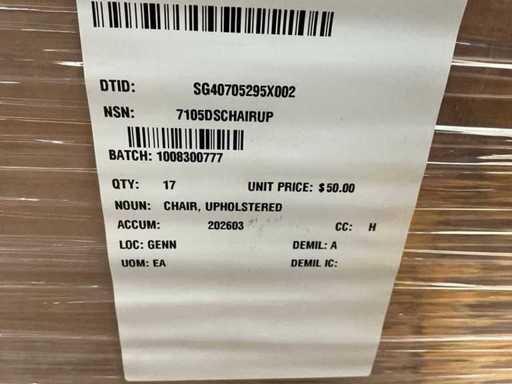 DTID: SG40705295X002
NSN: 7105DSCHAIRUP
BATCH: 1008300777
QTY: 17 UNIT PRICE: $50.00
NOUN: CHAIR, UPHOLSTERED
ACCUM: 202603 CC: H
LOC: GENN DEMIL: A
UOM: EA DEMIL IC: